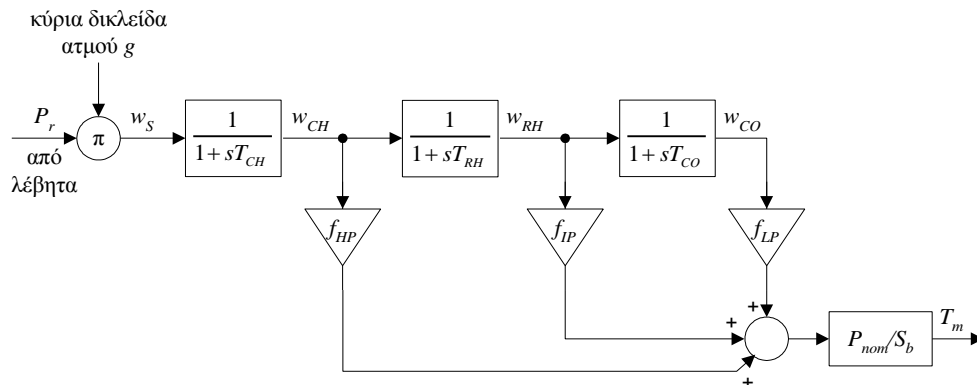 κύρια δικλείδα
ατμού g
P_r
από
λέβητα
π
w_S
1
1 + sT_CH
w_CH
1
1 + sT_RH
w_RH
1
1 + sT_CO
w_CO
f_HP
f_IP
f_LP
+
+
+
P_nom/S_b
T_m